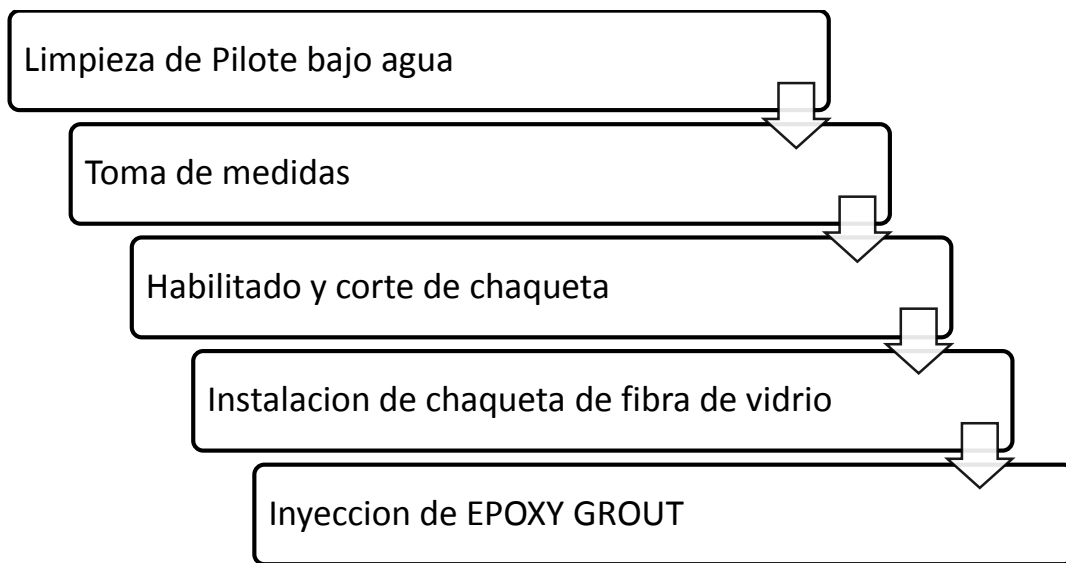 Limpieza de Pilote bajo agua
Toma de medidas
Habilitado y corte de chaqueta
Instalacion de chaqueta de fibra de vidrio
Inyeccion de EPOXY GROUT